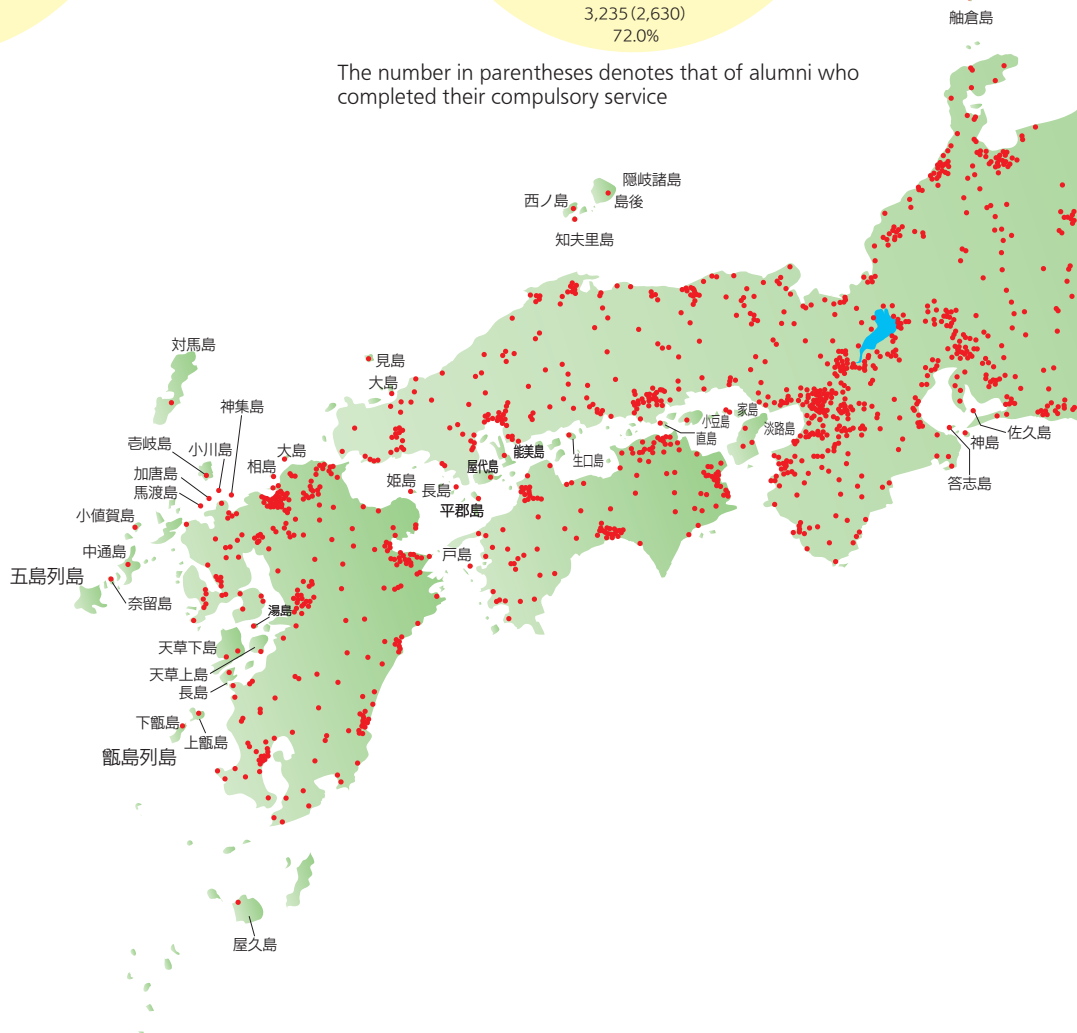 3,235(2,630)
72.0%
舳倉島
The number in parentheses denotes that of alumni who
completed their compulsory service
隠岐諸島
西ノ島
島後
知夫里島
対馬島
見島
大島
神集島
壱岐島
小川島
大島
加唐島
相島
馬渡島
小値賀島
中通島
五島列島
奈留島
姫島
長島
平郡島
屋代島
能美島
生口島
小豆島
直島
家島
淡路島
佐久島
神島
答志島
戸島
湯島
天草下島
天草上島
長島
下甑島
上甑島
甑島列島
屋久島